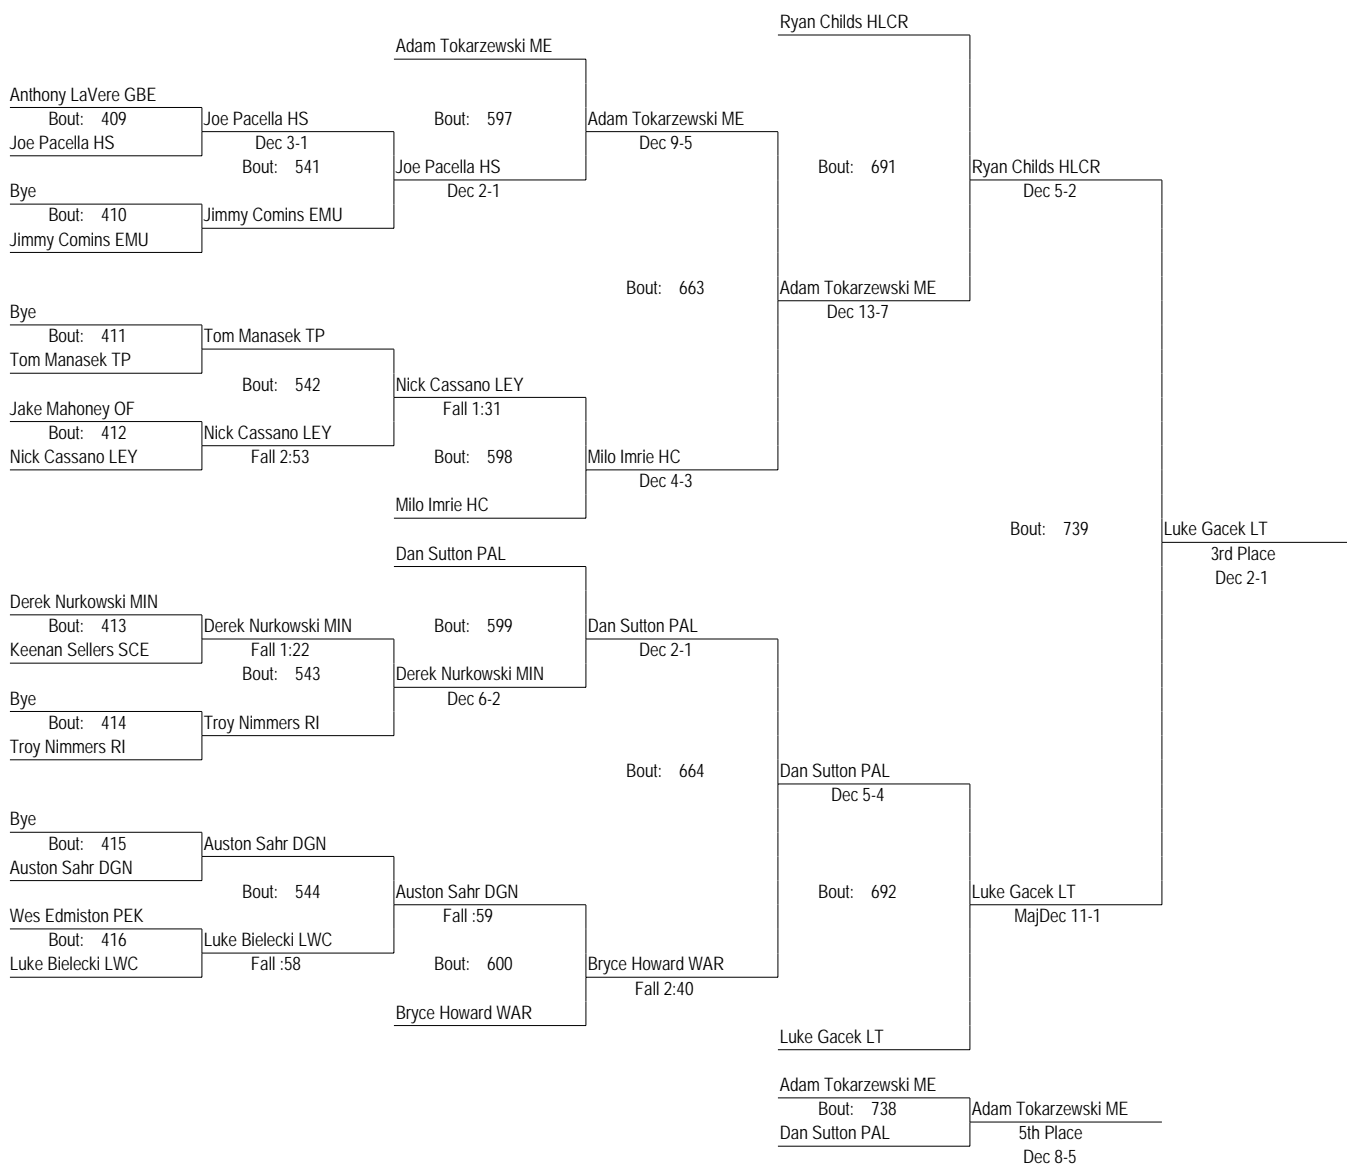 Ryan Childs HLCR
Adam Tokarzewski ME
Anthony LaVere GBE
Bout: 409
Joe Pacella HS
Joe Pacella HS
Dec 3-1
Bout: 597
Adam Tokarzewski ME
Dec 9-5
Bout: 541
Joe Pacella HS
Dec 2-1
Bout: 691
Ryan Childs HLCR
Dec 5-2
Bye
Bout: 410
Jimmy Comins EMU
Jimmy Comins EMU
Bout: 663
Adam Tokarzewski ME
Dec 13-7
Bye
Bout: 411
Tom Manasek TP
Tom Manasek TP
Bout: 542
Nick Cassano LEY
Fall 1:31
Jake Mahoney OF
Bout: 412
Nick Cassano LEY
Nick Cassano LEY
Fall 2:53
Bout: 598
Milo Imrie HC
Dec 4-3
Milo Imrie HC
Bout: 739
Luke Gacek LT
3rd Place
Dec 2-1
Dan Sutton PAL
Derek Nurkowski MIN
Bout: 413
Keenan Sellers SCE
Derek Nurkowski MIN
Fall 1:22
Bout: 599
Dan Sutton PAL
Dec 2-1
Bout: 543
Derek Nurkowski MIN
Dec 6-2
Bye
Bout: 414
Troy Nimmers RI
Troy Nimmers RI
Bout: 664
Dan Sutton PAL
Dec 5-4
Bye
Bout: 415
Auston Sahr DGN
Auston Sahr DGN
Bout: 544
Auston Sahr DGN
Fall :59
Bout: 692
Luke Gacek LT
MajDec 11-1
Wes Edmiston PEK
Bout: 416
Luke Bielecki LWC
Luke Bielecki LWC
Fall :58
Bout: 600
Bryce Howard WAR
Fall 2:40
Bryce Howard WAR
Luke Gacek LT
Adam Tokarzewski ME
Bout: 738
Dan Sutton PAL
Adam Tokarzewski ME
5th Place
Dec 8-5